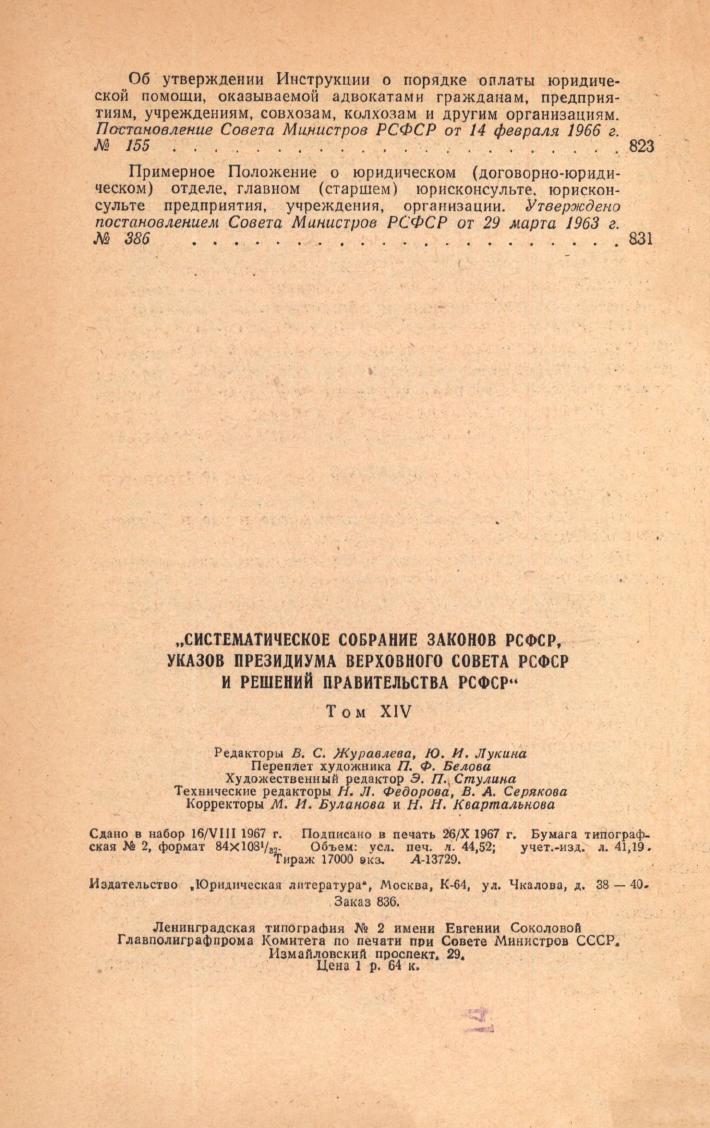 Об утверждении Инструкции о порядке оплаты юридиче-
ской помощи, оказываемой адвокатами гражданам, предприя-
тиям, учреждениям, совхозам, колхозам и другим организациям.
Постановление Совета Министров РСФСР от 14 февраля 1966 г.
№ 155 . . . . . . . . . . . . . . . . . . . . . . 823
Примерное Положение о юридическом (договорно-юриди-
ческом) отделе, главном (старшем) юрисконсульте, юрискон-
сульте предприятия, учреждения, организации. Утверждено
постановлением Совета Министров РСФСР от 29 марта 1963 г.
№ 386 . . . . . . . . . . . . . . . . . . . . . 831
„СИСТЕМАТИЧЕСКОЕ СОБРАНИЕ ЗАКОНОВ РСФСР,
УКАЗОВ ПРЕЗИДИУМА ВЕРХОВНОГО СОВЕТА РСФСР
И РЕШЕНИЙ ПРАВИТЕЛЬСТВА РСФСР“
Том XIV
Редакторы В. С. Журавлева, Ю. И. Лукина
Переплет художника П. Ф. Белова
Художественный редактор Э. П. Стулина
Технические редакторы Н. Л. Федорова, В. А. Серякова
Корректоры М. И. Буланова и Н. Н. Квартальнова
Сдано в набор 16/VIII 1967 г. Подписано в печать 26/X 1967 г. Бумага типограф-
ская № 2, формат 84×108¹/₃₂. Объем: усл. печ. л. 44,52; учет.-изд. л. 41,19.
Тираж 17000 экз. А-13729.
Издательство „Юридическая литература“, Москва, К-64, ул. Чкалова, д. 38 — 40.
Заказ 836.
Ленинградская типография № 2 имени Евгении Соколовой
Главполиграфпрома Комитета по печати при Совете Министров СССР.
Измайловский проспект, 29.
Цена 1 р. 64 к.
14